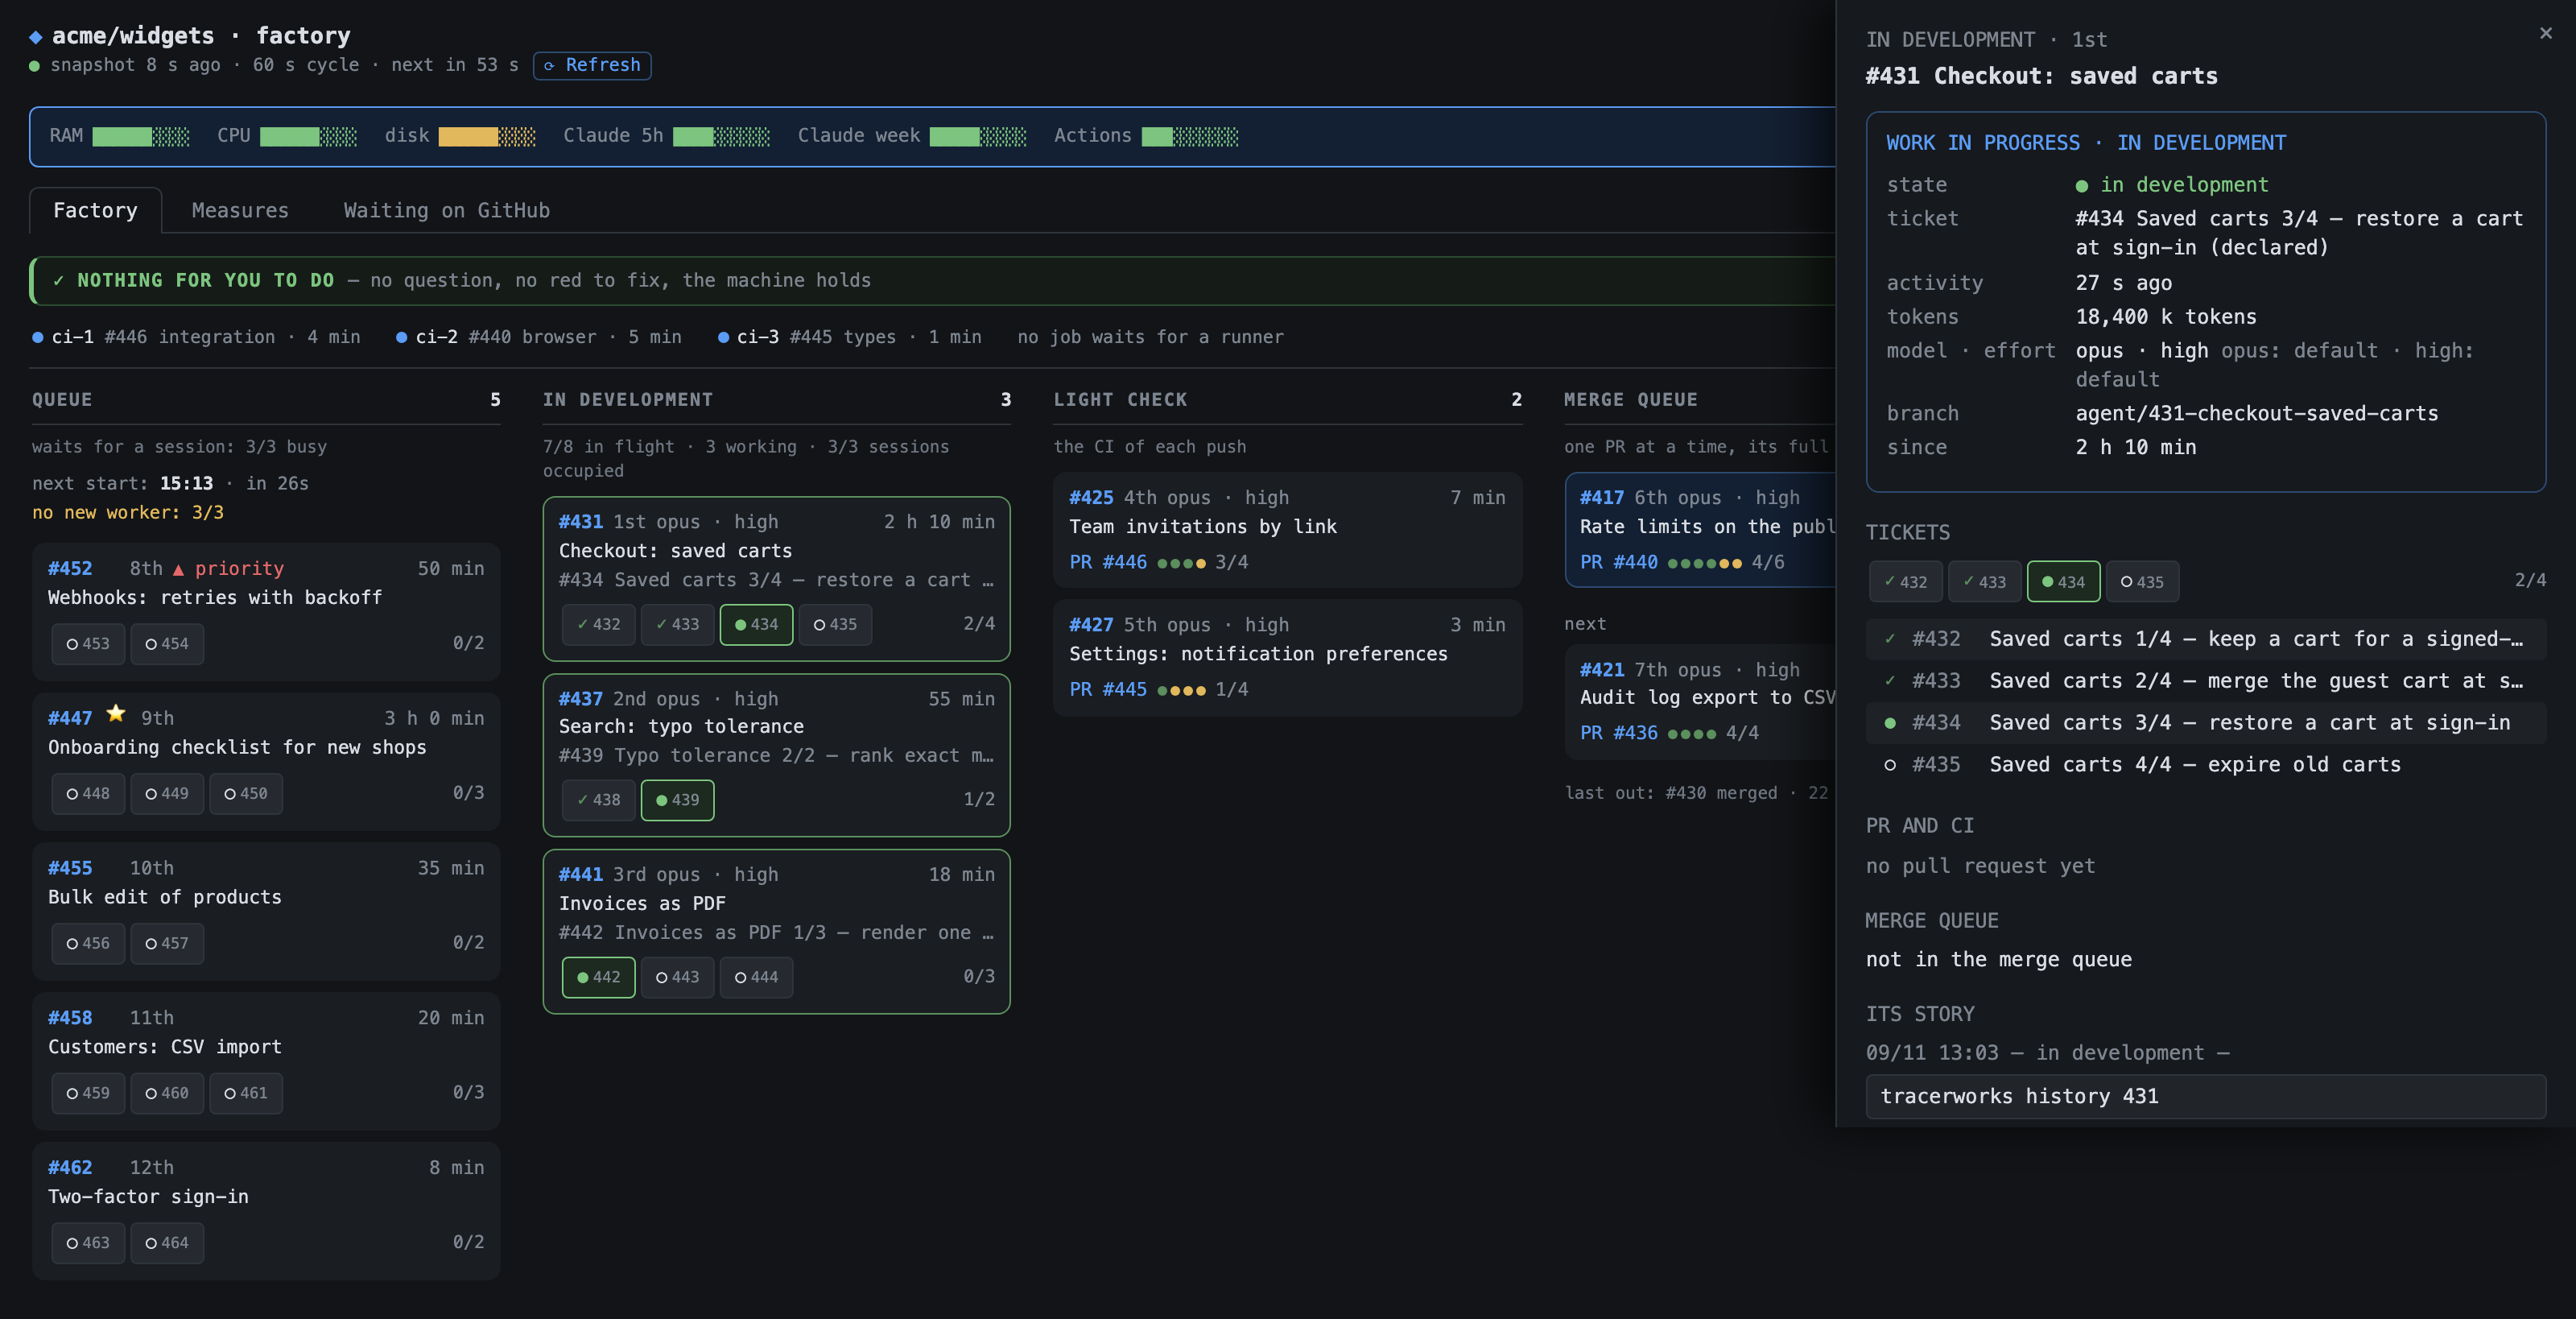 ◆ acme/widgets · factory
● snapshot 8 s ago · 60 s cycle · next in 53 s ⟳ Refresh
RAM CPU disk Claude 5h Claude week Actions
Factory Measures Waiting on GitHub
✓ NOTHING FOR YOU TO DO — no question, no red to fix, the machine holds
● ci-1 #446 integration · 4 min ● ci-2 #440 browser · 5 min ● ci-3 #445 types · 1 min no job waits for a runner
QUEUE 5
waits for a session: 3/3 busy
next start: 15:13 · in 26s
no new worker: 3/3
#452 8th ▲ priority 50 min
Webhooks: retries with backoff
453 454 0/2
#447 ⭐ 9th 3 h 0 min
Onboarding checklist for new shops
448 449 450 0/3
#455 10th 35 min
Bulk edit of products
456 457 0/2
#458 11th 20 min
Customers: CSV import
459 460 461 0/3
#462 12th 8 min
Two-factor sign-in
463 464 0/2
IN DEVELOPMENT 3
7/8 in flight · 3 working · 3/3 sessions
occupied
#431 1st opus · high 2 h 10 min
Checkout: saved carts
#434 Saved carts 3/4 — restore a cart …
✓ 432 ✓ 433 ● 434 ○ 435 2/4
#437 2nd opus · high 55 min
Search: typo tolerance
#439 Typo tolerance 2/2 — rank exact m…
✓ 438 ● 439 1/2
#441 3rd opus · high 18 min
Invoices as PDF
#442 Invoices as PDF 1/3 — render one …
● 442 ○ 443 ○ 444 0/3
LIGHT CHECK 2
the CI of each push
#425 4th opus · high 7 min
Team invitations by link
PR #446 ●●●● 3/4
#427 5th opus · high 3 min
Settings: notification preferences
PR #445 ●●●● 1/4
MERGE QUEUE
one PR at a time, its full
#417 6th opus · high
Rate limits on the publ
PR #440 ●●●●●● 4/6
next
#421 7th opus · high
Audit log export to CSV
PR #436 ●●●● 4/4
last out: #430 merged · 22
IN DEVELOPMENT · 1st ×
#431 Checkout: saved carts
WORK IN PROGRESS · IN DEVELOPMENT
state ● in development
ticket #434 Saved carts 3/4 — restore a cart
at sign-in (declared)
activity 27 s ago
tokens 18,400 k tokens
model · effort opus · high opus: default · high:
default
branch agent/431-checkout-saved-carts
since 2 h 10 min
TICKETS
✓ 432 ✓ 433 ● 434 ○ 435 2/4
✓ #432 Saved carts 1/4 — keep a cart for a signed-…
✓ #433 Saved carts 2/4 — merge the guest cart at s…
● #434 Saved carts 3/4 — restore a cart at sign-in
○ #435 Saved carts 4/4 — expire old carts
PR AND CI
no pull request yet
MERGE QUEUE
not in the merge queue
ITS STORY
09/11 13:03 — in development —
tracerworks history 431